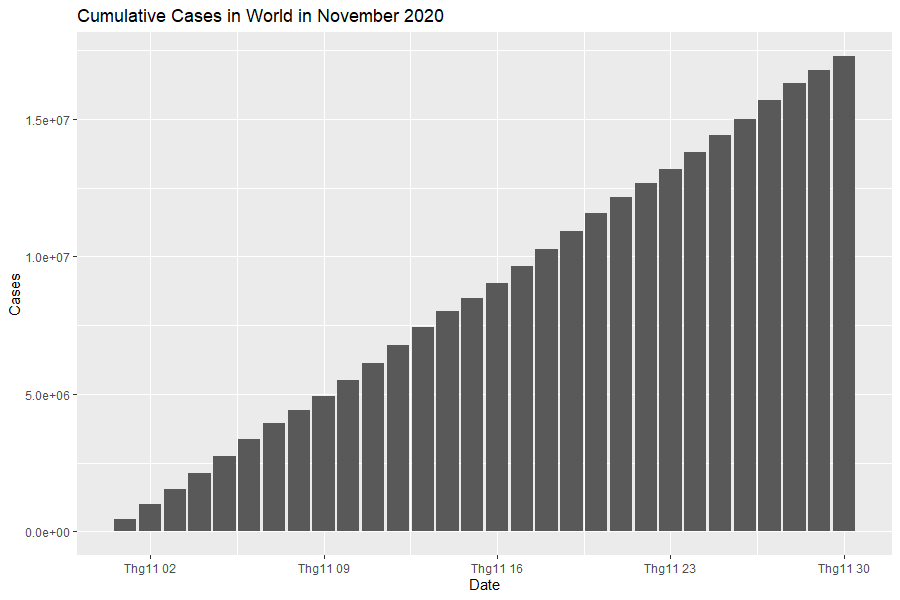 Cumulative Cases in World in November 2020
Cases
1.5e+07
1.0e+07
5.0e+06
0.0e+00
Thg11 02
Thg11 09
Thg11 16
Thg11 23
Thg11 30
Date